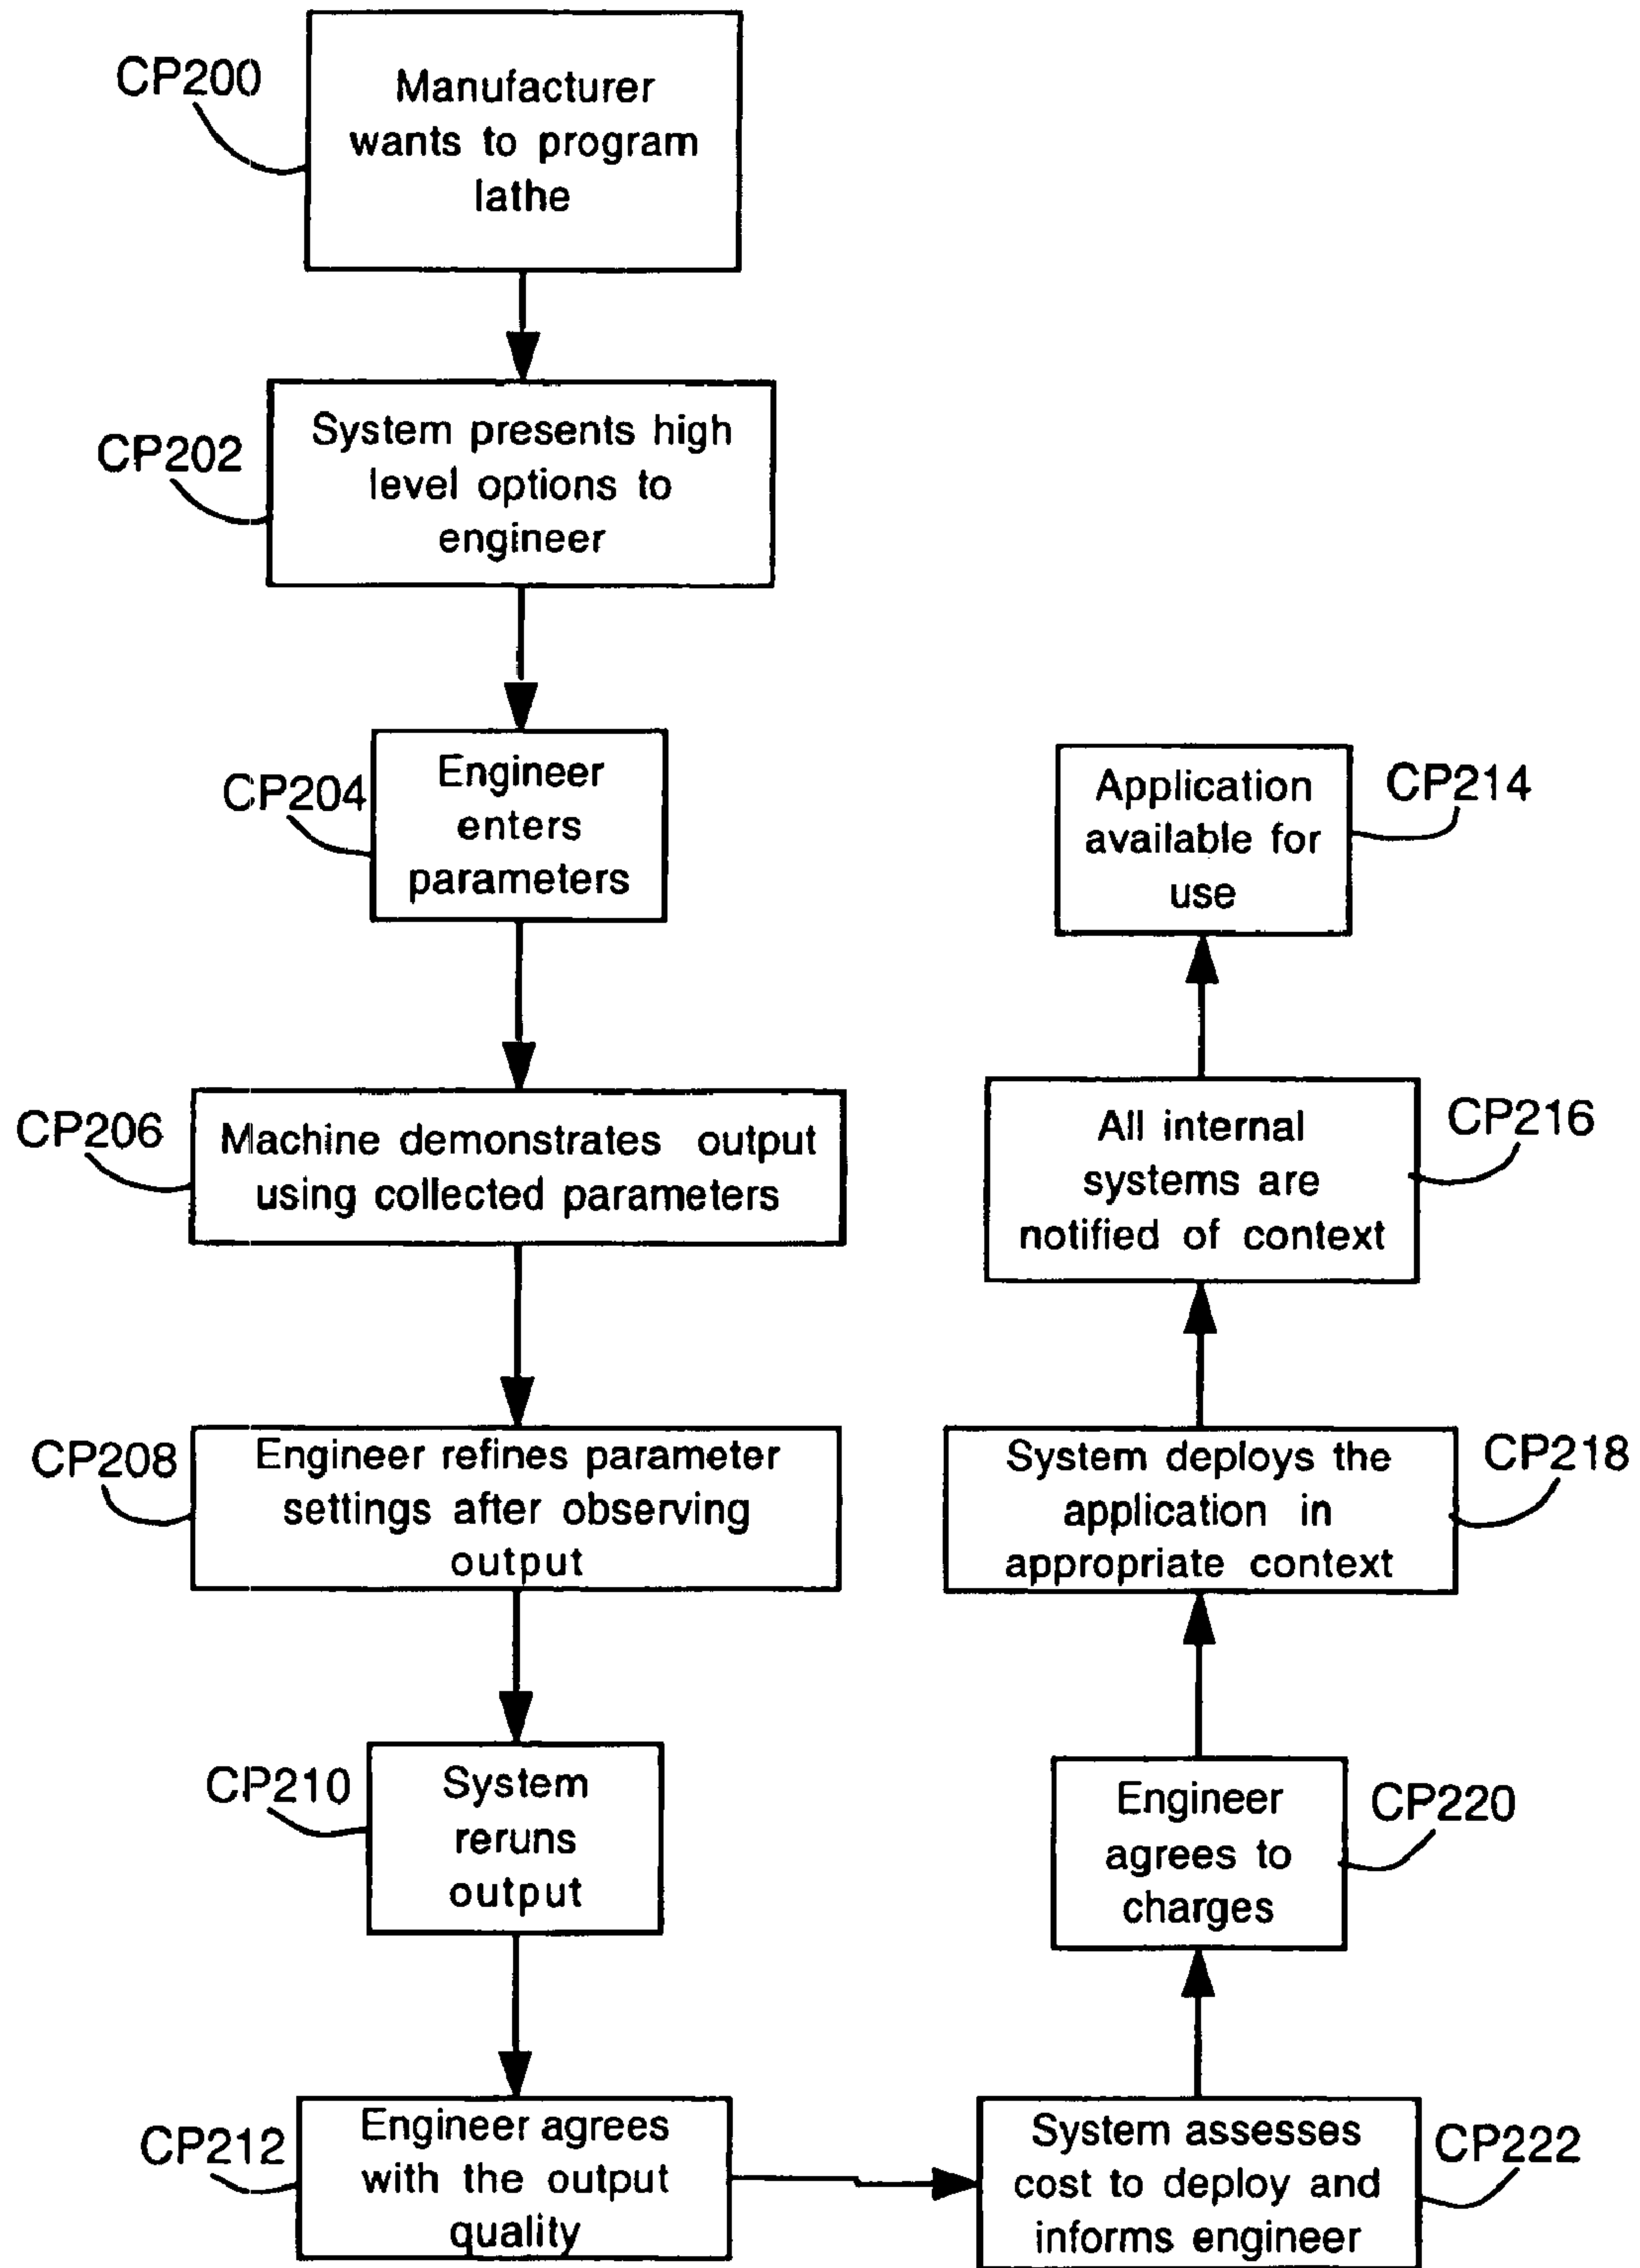 CP200
Manufacturer
wants to program
lathe
CP202
System presents high
level options to
engineer
CP204
Engineer
enters
parameters
CP206
Machine demonstrates output
using collected parameters
CP208
Engineer refines parameter
settings after observing
output
CP210
System
reruns
output
CP212
Engineer agrees
with the output
quality
System assesses
cost to deploy and
informs engineer
CP222
Engineer
agrees to
charges
CP220
System deploys the
application in
appropriate context
CP218
All internal
systems are
notified of context
CP216
Application
available for
use
CP214